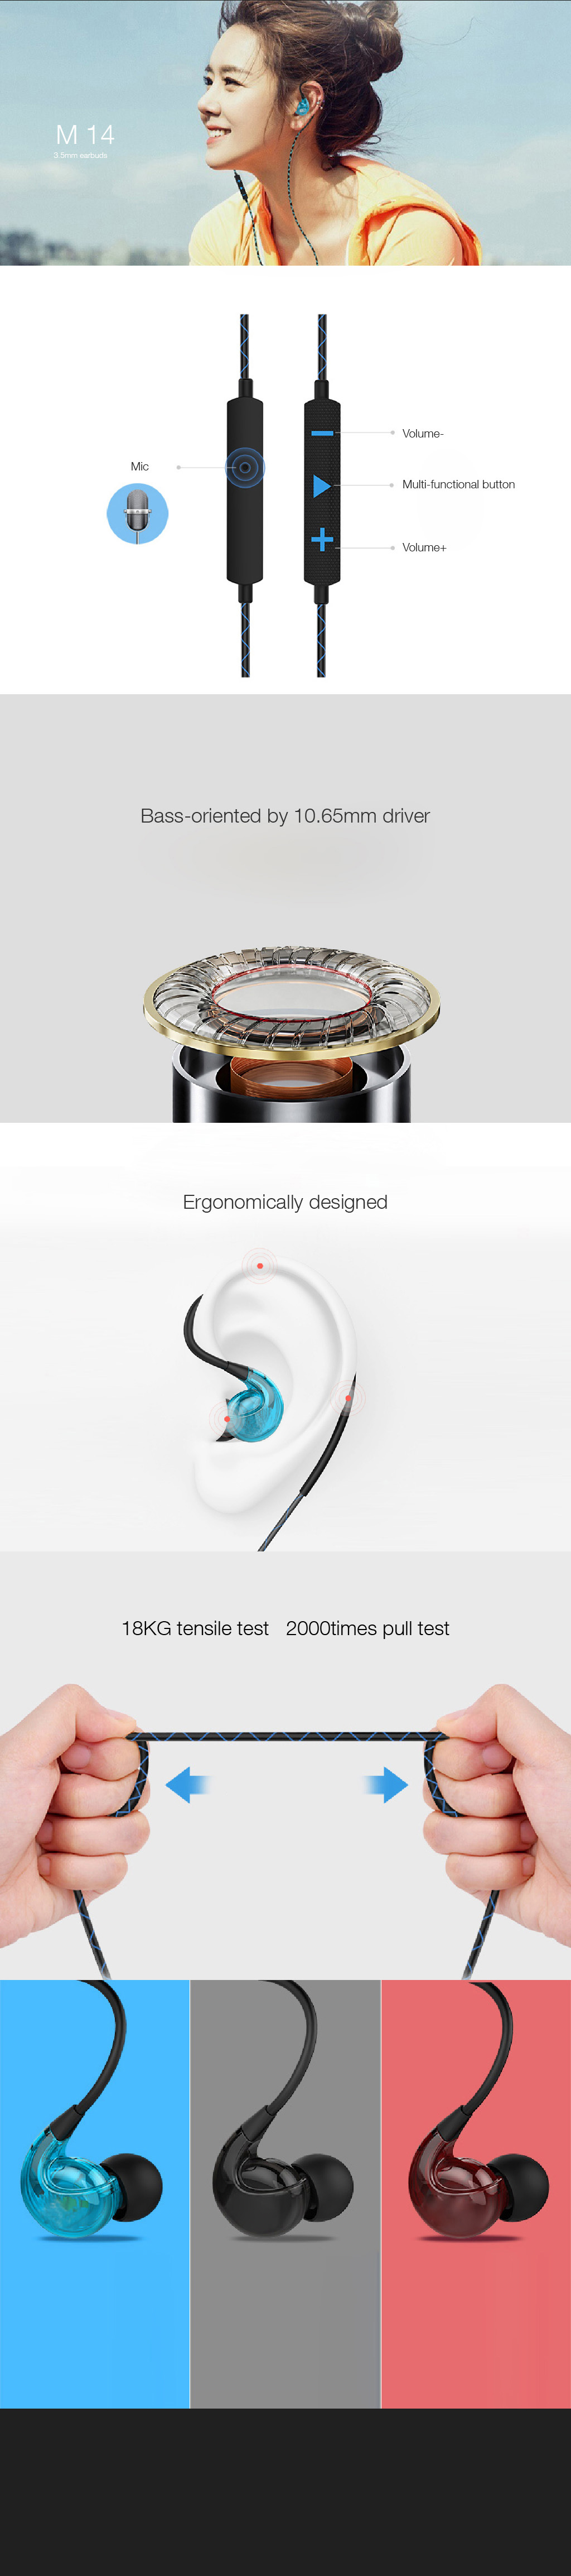 M 14
3.5mm earbuds
Mic
Volume-
Multi-functional button
Volume+
Bass-oriented by 10.65mm driver
Ergonomically designed
18KG tensile test 2000times pull test